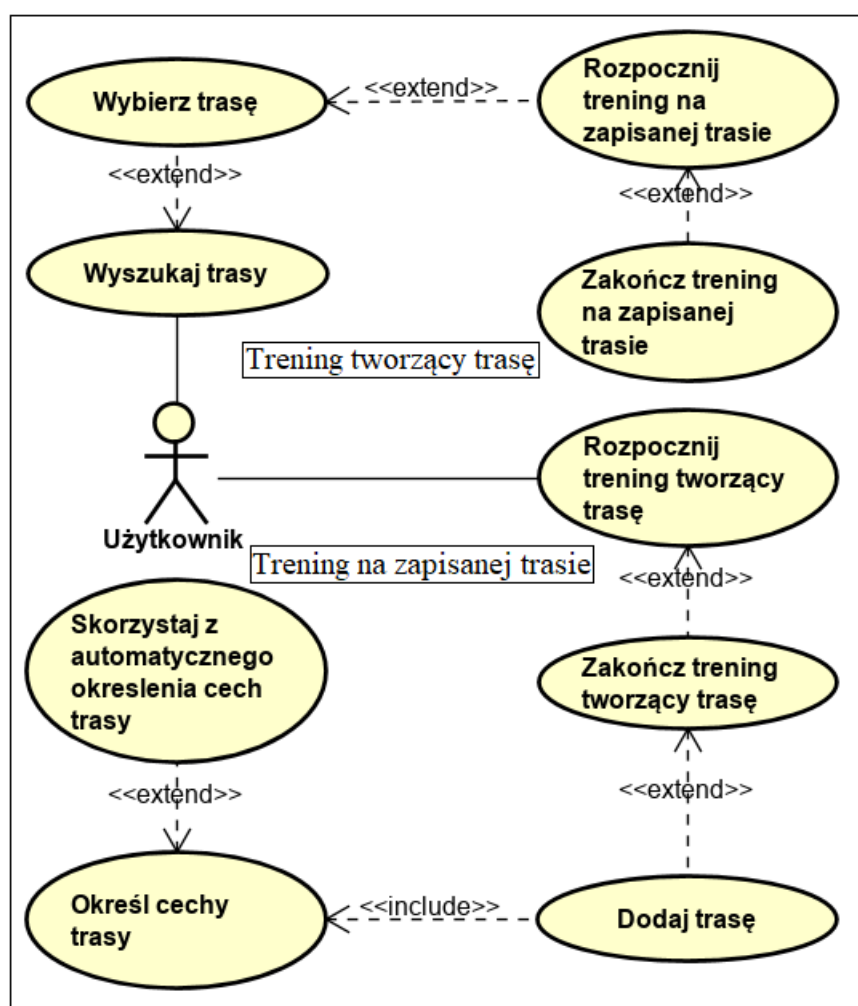 Wybierz trasę
<<extend>>
Rozpocznij
trening na
zapisanej trasie
<<extend>>
<<extend>>
Wyszukaj trasy
Zakończ trening
na zapisanej
trasie
Trening tworzący trasę
Rozpocznij
trening tworzący
trasę
Użytkownik
Trening na zapisanej trasie
<<extend>>
Skorzystaj z
automatycznego
okreslenia cech
trasy
Zakończ trening
tworzący trasę
<<extend>>
<<extend>>
Określ cechy
trasy
<<include>>
Dodaj trasę